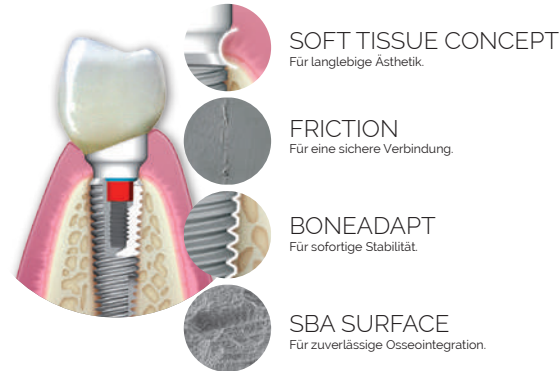 SOFT TISSUE CONCEPT
Für langlebige Ästhetik.
FRICTION
Für eine sichere Verbindung.
BONEADAPT
Für sofortige Stabilität.
SBA SURFACE
Für zuverlässige Osseointegration.